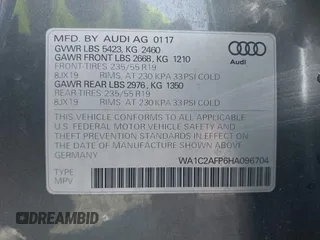 MFD. BY AUDI AG 01 17
GVWR LBS 5423, KG 2460
GAWR FRONT LBS 2668, KG 1210
FRONT-TIRES 235/55 R19
8JX19 RIMS, AT 230 KPA 33 PSI COLD
GAWR REAR LBS 2976, KG 1350
REAR-TIRES 235/55 R19
8JX19 RIMS, AT 230 KPA 33 PSI COLD
Audi
THIS VEHICLE CONFORMS TO ALL APPLICABLE
U.S. FEDERAL MOTOR VEHICLE SAFETY, AND
THEFT PREVENTION STANDARDS IN EFFECT
ON THE DATE OF MANUFACTURE SHOWN ABOVE.
GERMANY
WA1C2AFP6HA096704
TYPE:
MPV
DREAMBID